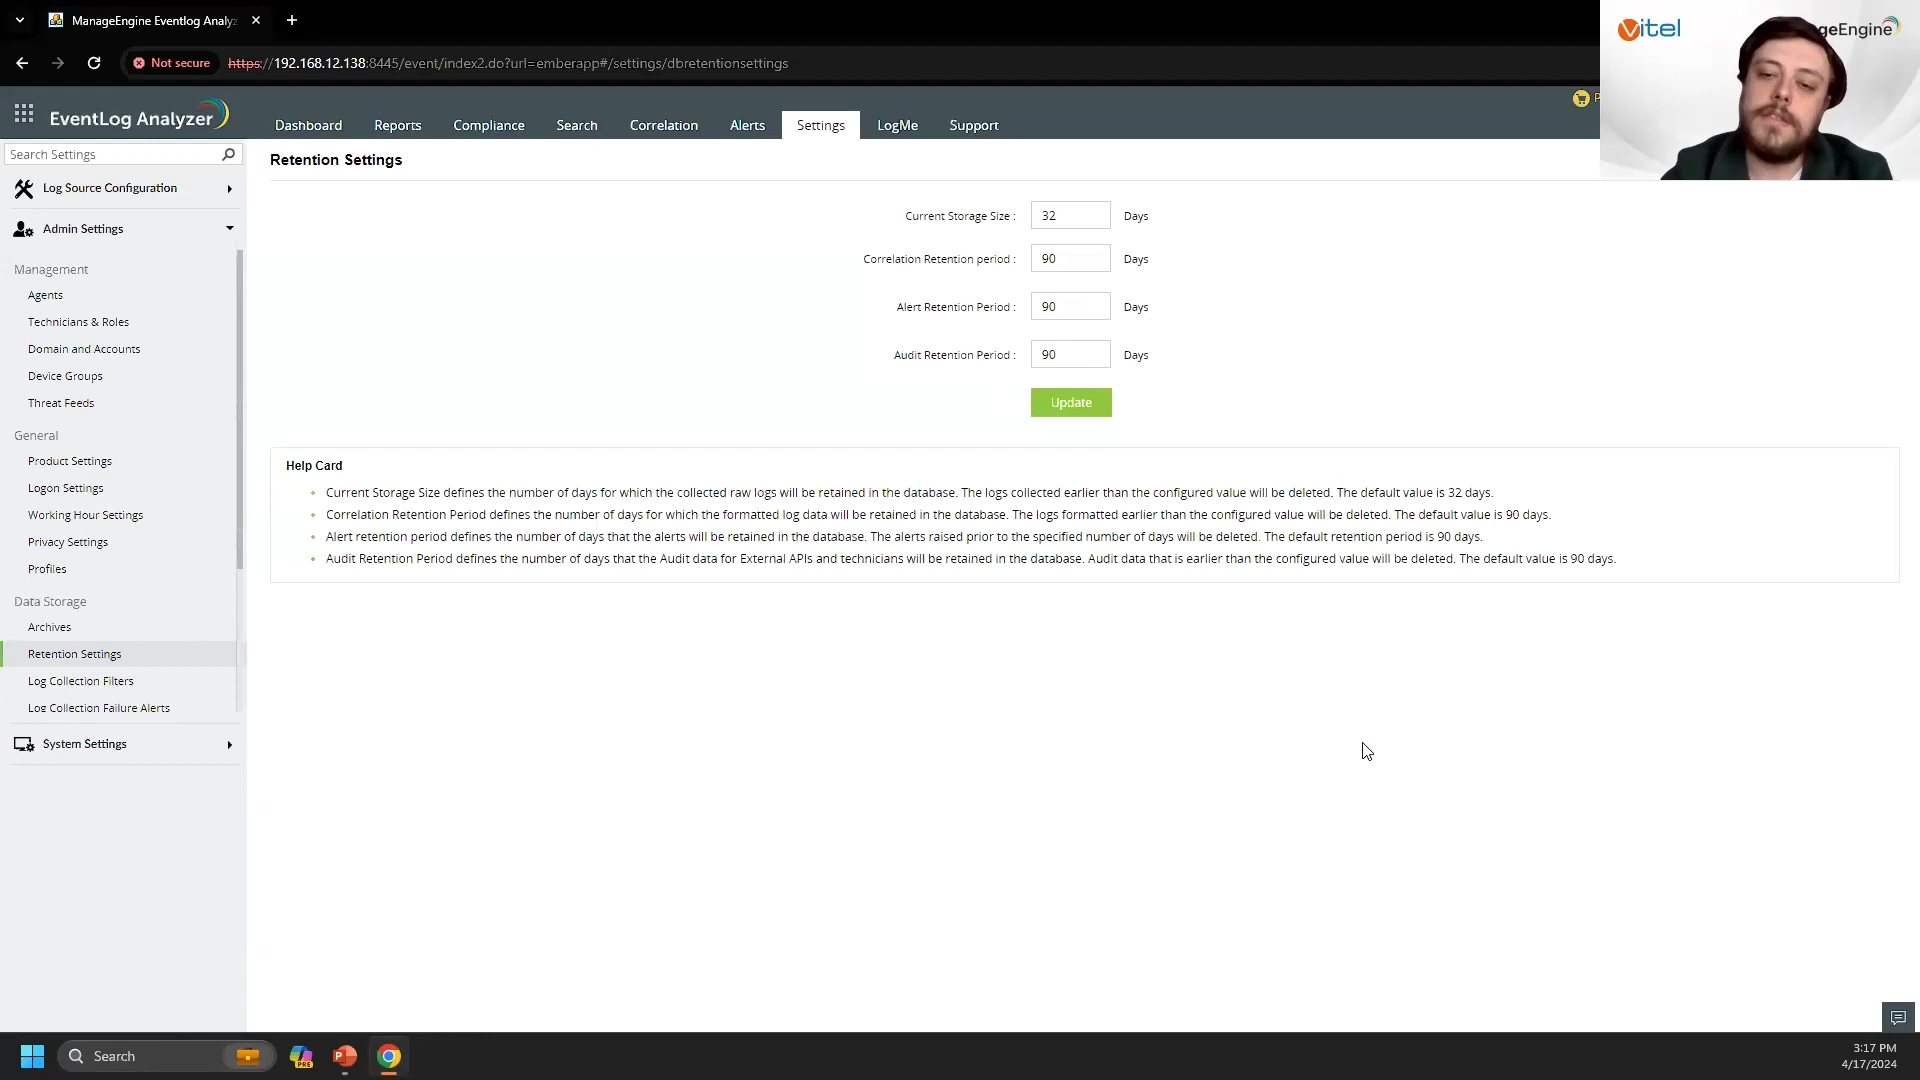 ManageEngine Eventlog Analyz
Not secure
https://192.168.12.138:8445/event/index2.do?url=emberapp#/settings/dbretentionsettings
vitel
geEngine
EventLog Analyzer
Dashboard
Reports
Compliance
Search
Correlation
Alerts
Settings
LogMe
Support
Search Settings
Log Source Configuration
Admin Settings
Management
Agents
Technicians & Roles
Domain and Accounts
Device Groups
Threat Feeds
General
Product Settings
Logon Settings
Working Hour Settings
Privacy Settings
Profiles
Data Storage
Archives
Retention Settings
Log Collection Filters
Log Collection Failure Alerts
System Settings
Retention Settings
Current Storage Size : 32 Days
Correlation Retention period : 90 Days
Alert Retention Period : 90 Days
Audit Retention Period : 90 Days
Update
Help Card
Current Storage Size defines the number of days for which the collected raw logs will be retained in the database. The logs collected earlier than the configured value will be deleted. The default value is 32 days.
Correlation Retention Period defines the number of days for which the formatted log data will be retained in the database. The logs formatted earlier than the configured value will be deleted. The default value is 90 days.
Alert retention period defines the number of days that the alerts will be retained in the database. The alerts raised prior to the specified number of days will be deleted. The default retention period is 90 days.
Audit Retention Period defines the number of days that the Audit data for External APIs and technicians will be retained in the database. Audit data that is earlier than the configured value will be deleted. The default value is 90 days.
Search
PRE
3:17 PM
4/17/2024